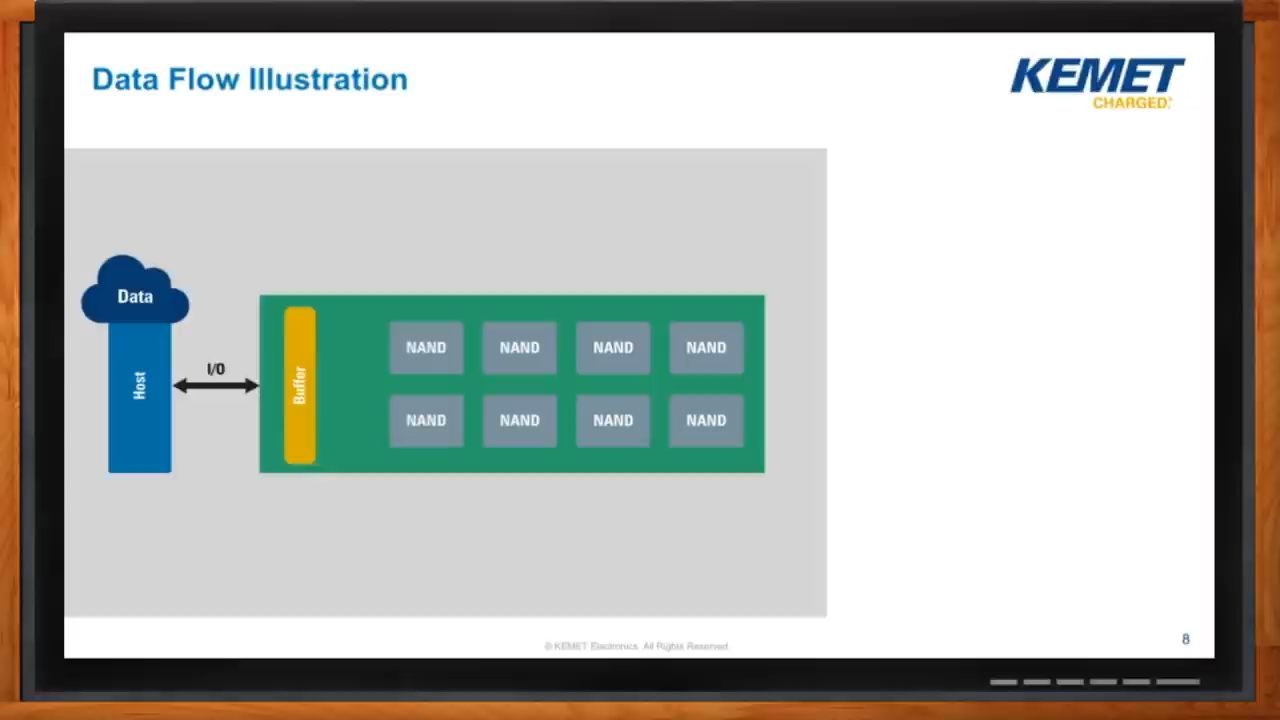 Data Flow Illustration
KEMET
CHARGED.
Data
Host
I/O
Buffer
NAND NAND NAND NAND
NAND NAND NAND NAND
© KEMET Electronics. All Rights Reserved.
8